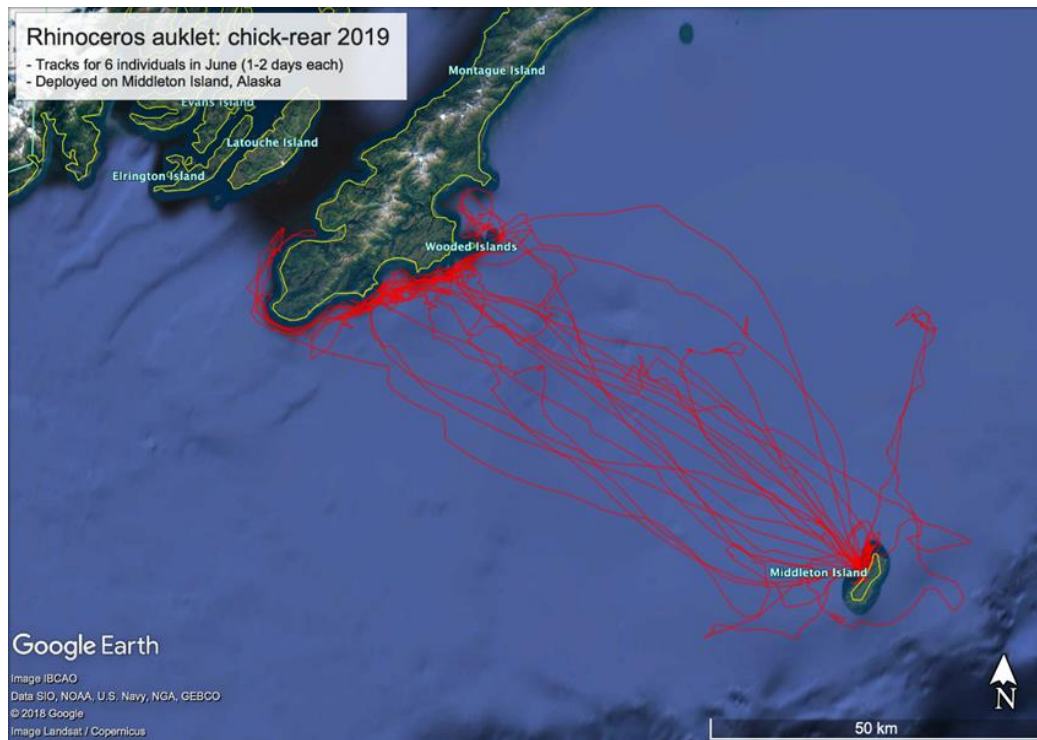 Rhinoceros auklet: chick-rear 2019
- Tracks for 6 individuals in June (1-2 days each)
- Deployed on Middleton Island, Alaska
Montague Island
Evans Island
Latouche Island
Elrington Island
Wooded Islands
Middleton Island
Google Earth
Image IBCAO
Data SIO, NOAA, U.S. Navy, NGA, GEBCO
© 2018 Google
Image Landsat / Copernicus
N
50 km